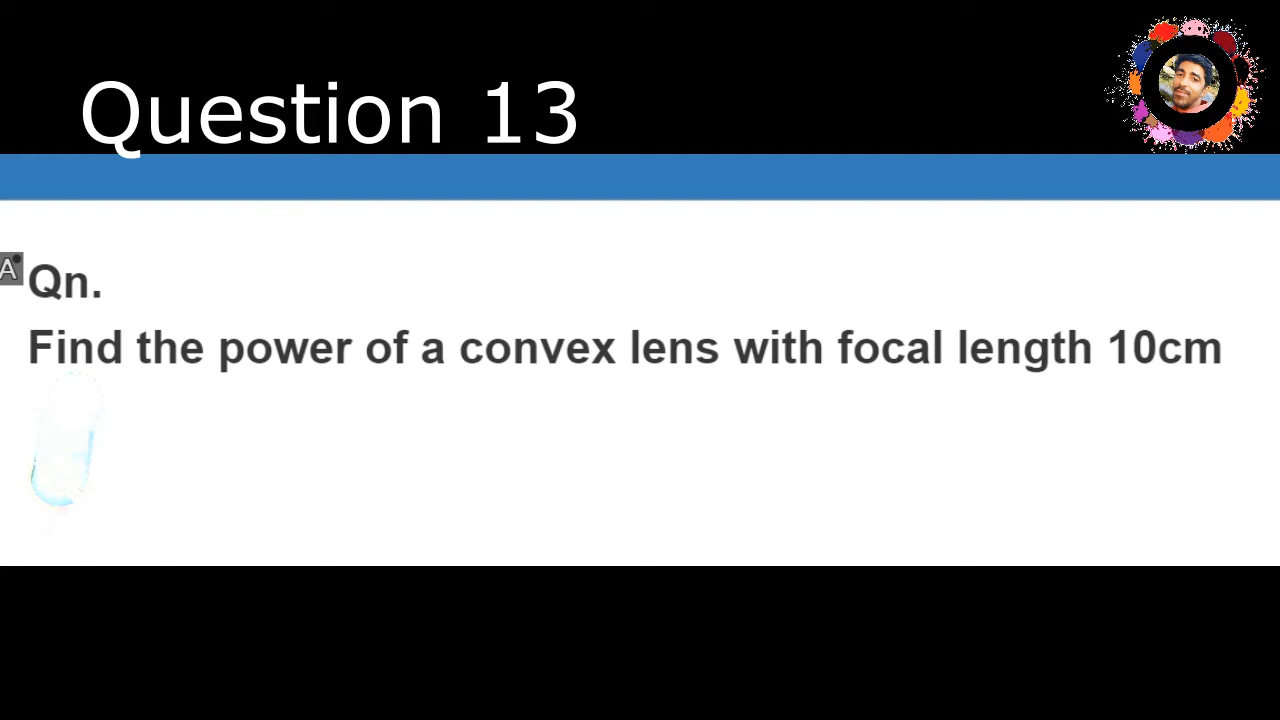 Question 13
A
Qn.
Find the power of a convex lens with focal length 10cm